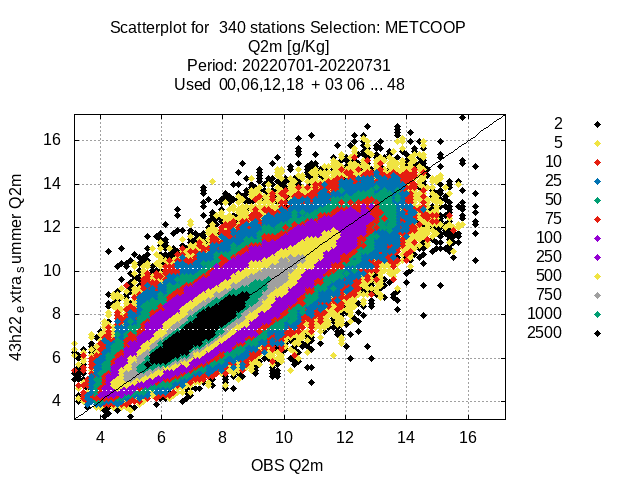 Scatterplot for  340 stations Selection: METCOOP
Q2m [g/Kg]
Period: 20220701-20220731
Used  00,06,12,18  + 03 06 ... 48
2
5
10
25
50
75
100
250
500
750
1000
2500
16
14
12
10
8
6
4
43h22 e xtra s ummer Q2m
4 6 8 10 12 14 16
OBS Q2m